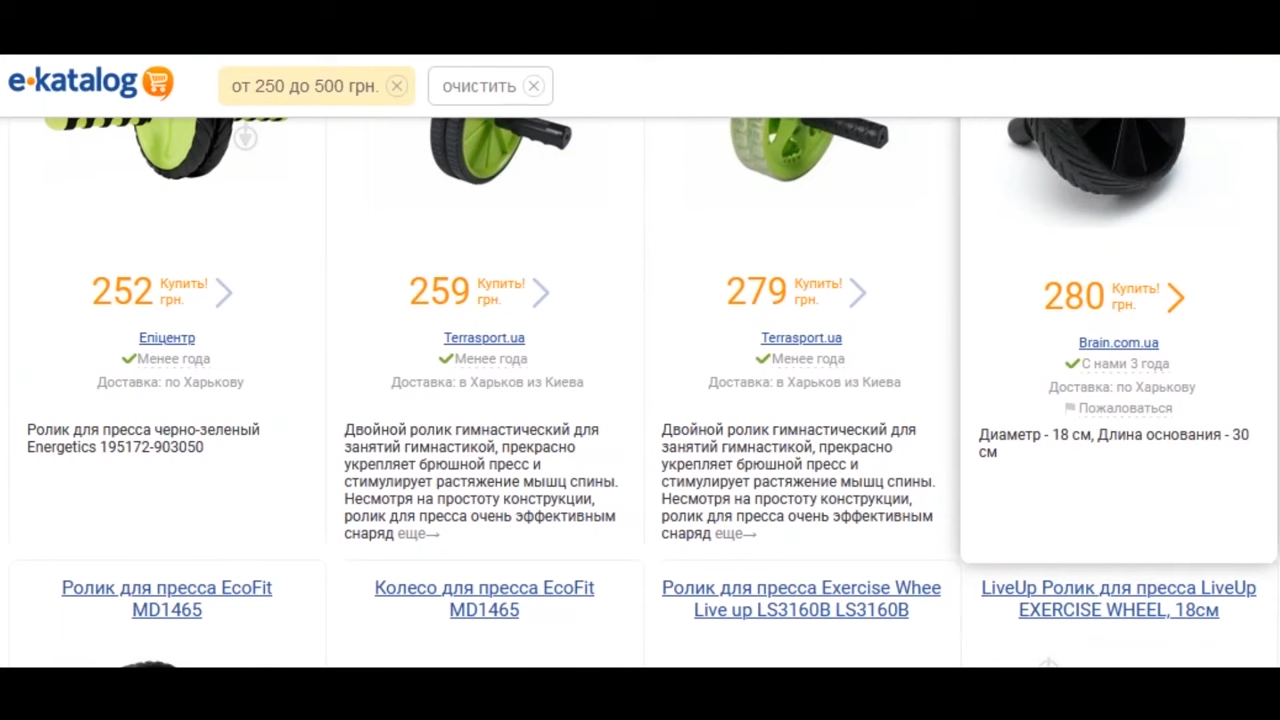 e·katalog
от 250 до 500 грн.
очистить
252 Купить! грн.
Епіцентр
Менее года
Доставка: по Харькову
Ролик для пресса черно-зеленый
Energetics 195172-903050
259 Купить! грн.
Terrasport.ua
Менее года
Доставка: в Харьков из Киева
Двойной ролик гимнастический для
занятий гимнастикой, прекрасно
укрепляет брюшной пресс и
стимулирует растяжение мышц спины.
Несмотря на простоту конструкции,
ролик для пресса очень эффективным
снаряд еще→
279 Купить! грн.
Terrasport.ua
Менее года
Доставка: в Харьков из Киева
Двойной ролик гимнастический для
занятий гимнастикой, прекрасно
укрепляет брюшной пресс и
стимулирует растяжение мышц спины.
Несмотря на простоту конструкции,
ролик для пресса очень эффективным
снаряд еще→
280 Купить! грн.
Brain.com.ua
С нами 3 года
Доставка: по Харькову
Пожаловаться
Диаметр - 18 см, Длина основания - 30
см
Ролик для пресса EcoFit
MD1465
Колесо для пресса EcoFit
MD1465
Ролик для пресса Exercise Whee
Live up LS3160B LS3160B
LiveUp Ролик для пресса LiveUp
EXERCISE WHEEL, 18см